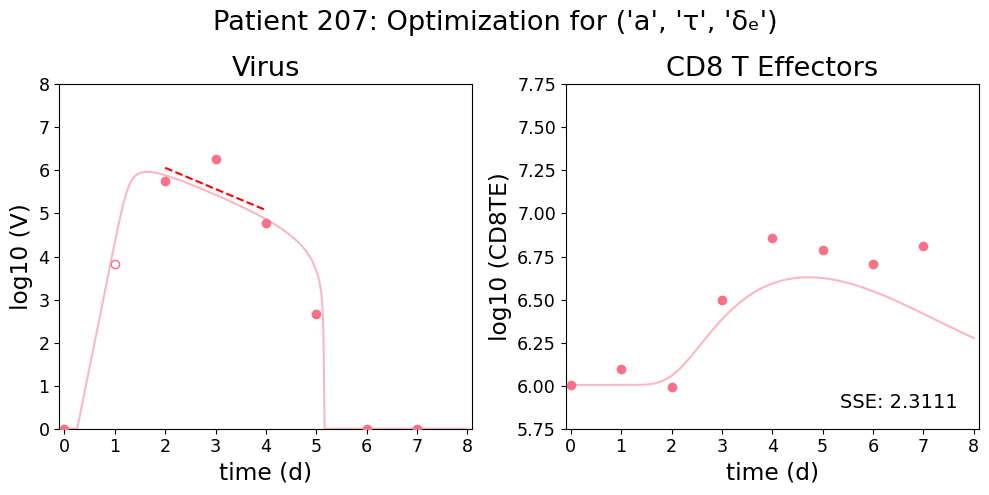 Patient 207: Optimization for ('a', 'τ', 'δₑ')
Virus
CD8 T Effectors
log10 (V)
8
7
6
5
4
3
2
1
0
0 1 2 3 4 5 6 7 8
time (d)
log10 (CD8TE)
7.75
7.50
7.25
7.00
6.75
6.50
6.25
6.00
5.75
SSE: 2.3111
0 1 2 3 4 5 6 7 8
time (d)